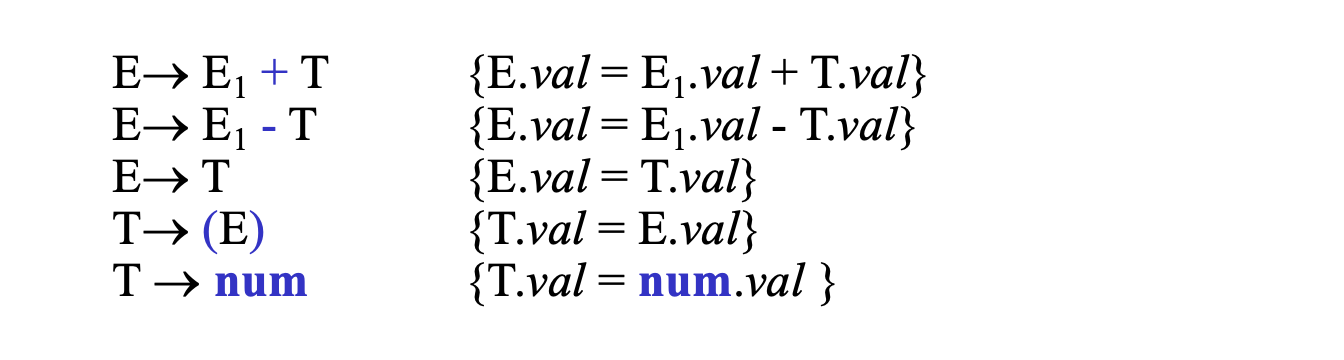 E→ E₁ + T {E.val = E₁.val + T.val}
E→ E₁ - T {E.val = E₁.val - T.val}
E→ T {E.val = T.val}
T→ (E) {T.val = E.val}
T → num {T.val = num.val }